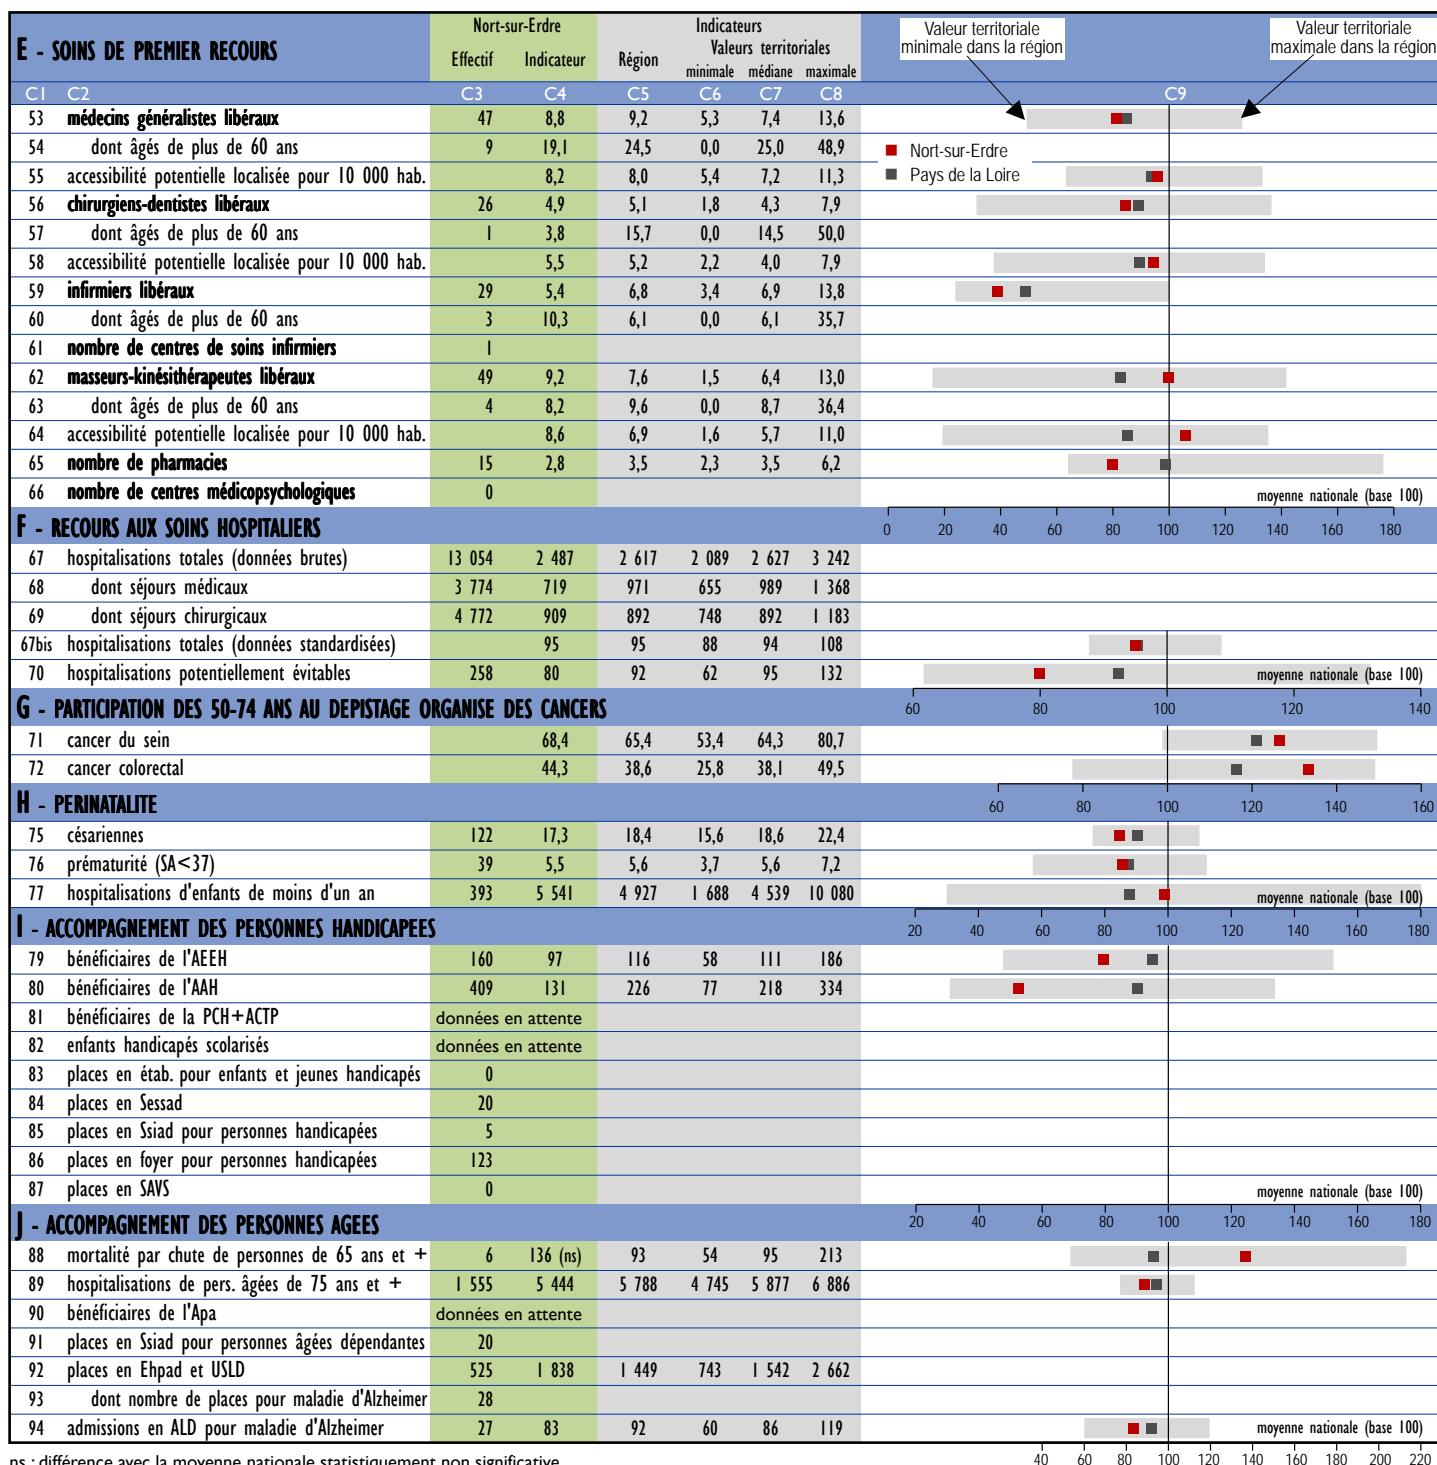 E - SOINS DE PREMIER RECOURS
Nort-sur-Erdre Indicateurs
Effectif Indicateur Région Valeurs territoriales
minimale médiane maximale
Valeur territoriale
minimale dans la région
Valeur territoriale
maximale dans la région
C1 C2 C3 C4 C5 C6 C7 C8 C9
53 médecins généralistes libéraux 47 8,8 9,2 5,3 7,4 13,6
54 dont âgés de plus de 60 ans 9 19,1 24,5 0,0 25,0 48,9
Nort-sur-Erdre
55 accessibilité potentielle localisée pour 10 000 hab. 8,2 8,0 5,4 7,2 11,3
Pays de la Loire
56 chirurgiens-dentistes libéraux 26 4,9 5,1 1,8 4,3 7,9
57 dont âgés de plus de 60 ans 1 3,8 15,7 0,0 14,5 50,0
58 accessibilité potentielle localisée pour 10 000 hab. 5,5 5,2 2,2 4,0 7,9
59 infirmiers libéraux 29 5,4 6,8 3,4 6,9 13,8
60 dont âgés de plus de 60 ans 3 10,3 6,1 0,0 6,1 35,7
61 nombre de centres de soins infirmiers 1
62 masseurs-kinésithérapeutes libéraux 49 9,2 7,6 1,5 6,4 13,0
63 dont âgés de plus de 60 ans 4 8,2 9,6 0,0 8,7 36,4
64 accessibilité potentielle localisée pour 10 000 hab. 8,6 6,9 1,6 5,7 11,0
65 nombre de pharmacies 15 2,8 3,5 2,3 3,5 6,2
66 nombre de centres médicopsychologiques 0 moyenne nationale (base 100)
F - RECOURS AUX SOINS HOSPITALIERS 0 20 40 60 80 100 120 140 160 180
67 hospitalisations totales (données brutes) 13 054 2 487 2 617 2 089 2 627 3 242
68 dont séjours médicaux 3 774 719 971 655 989 1 368
69 dont séjours chirurgicaux 4 772 909 892 748 892 1 183
67bis hospitalisations totales (données standardisées) 95 95 88 94 108
70 hospitalisations potentiellement évitables 258 80 92 62 95 132 moyenne nationale (base 100)
G - PARTICIPATION DES 50-74 ANS AU DEPISTAGE ORGANISE DES CANCERS 60 80 100 120 140
71 cancer du sein 68,4 65,4 53,4 64,3 80,7
72 cancer colorectal 44,3 38,6 25,8 38,1 49,5
H - PERINATALITE 60 80 100 120 140 160
75 césariennes 122 17,3 18,4 15,6 18,6 22,4
76 prématurité (SA<37) 39 5,5 5,6 3,7 5,6 7,2
77 hospitalisations d'enfants de moins d'un an 393 5 541 4 927 1 688 4 539 10 080 moyenne nationale (base 100)
I - ACCOMPAGNEMENT DES PERSONNES HANDICAPEES 20 40 60 80 100 120 140 160 180
79 bénéficiaires de l'AEEH 160 97 116 58 111 186
80 bénéficiaires de l'AAH 409 131 226 77 218 334
81 bénéficiaires de la PCH+ACTP données en attente
82 enfants handicapés scolarisés données en attente
83 places en étab. pour enfants et jeunes handicapés 0
84 places en Sessad 20
85 places en Ssiad pour personnes handicapées 5
86 places en foyer pour personnes handicapées 123
87 places en SAVS 0 moyenne nationale (base 100)
J - ACCOMPAGNEMENT DES PERSONNES AGEES 20 40 60 80 100 120 140 160 180
88 mortalité par chute de personnes de 65 ans et + 6 136 (ns) 93 54 95 213
89 hospitalisations de pers. âgées de 75 ans et + 1 555 5 444 5 788 4 745 5 877 6 886
90 bénéficiaires de l'Apa données en attente
91 places en Ssiad pour personnes âgées dépendantes 20
92 places en Ehpad et USLD 525 1 838 1 449 743 1 542 2 662
93 dont nombre de places pour maladie d'Alzheimer 28
94 admissions en ALD pour maladie d'Alzheimer 27 83 92 60 86 119 moyenne nationale (base 100)
40 60 80 100 120 140 160 180 200 220
ns : différence avec la moyenne nationale statistiquement non significative